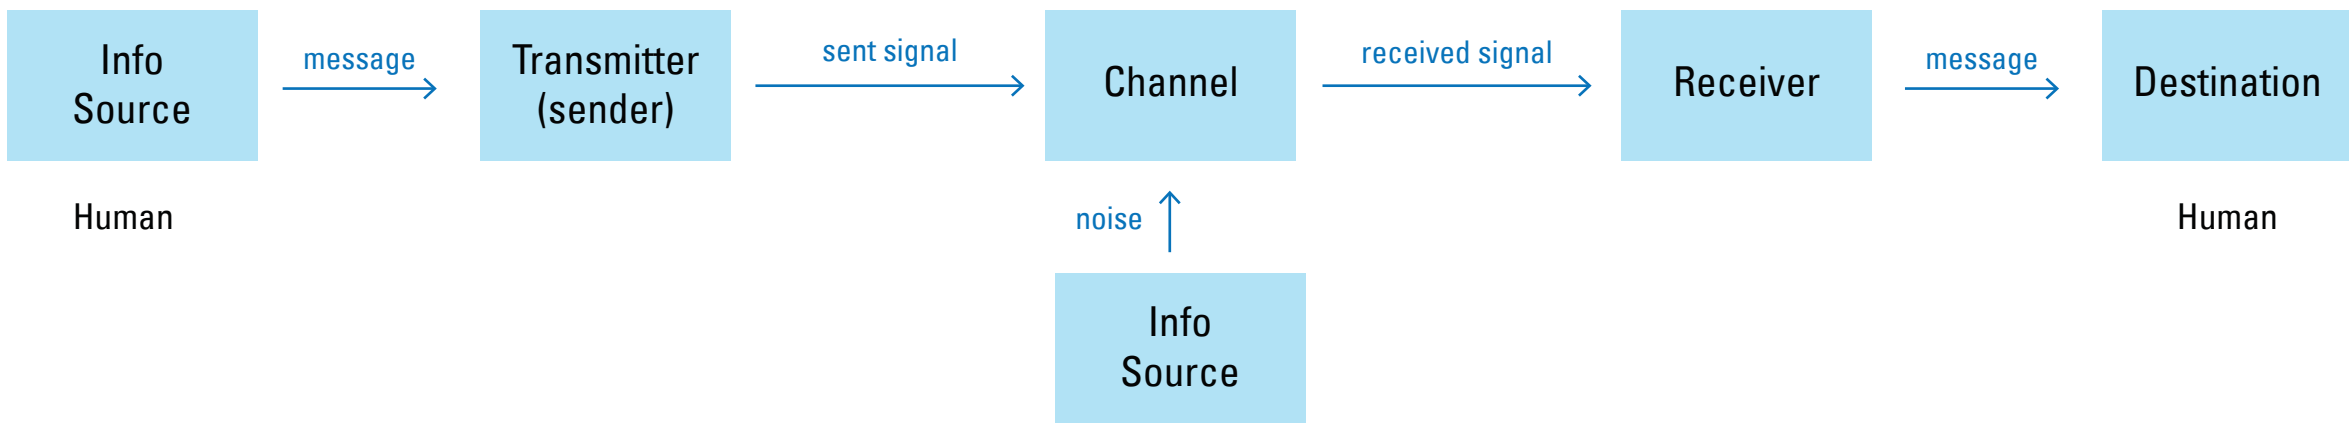 Info
Source
message
Transmitter
(sender)
sent signal
Channel
received signal
Receiver
message
Destination
Human
noise
Human
Info
Source